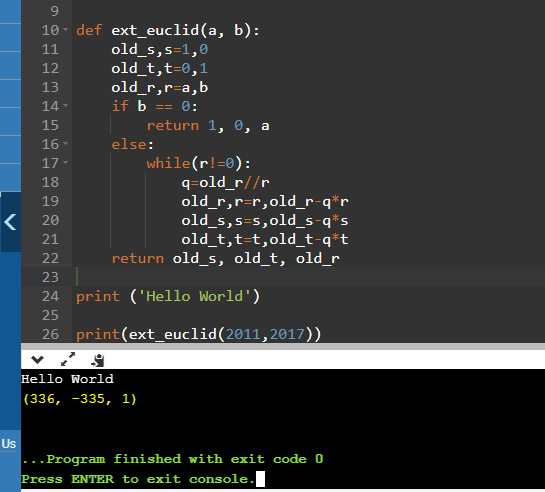 9
10 def ext_euclid(a, b):
11 old_s,s=1,0
12 old_t,t=0,1
13 old_r,r=a,b
14 if b == 0:
15 return 1, 0, a
16 else:
17 while(r!=0):
18 q=old_r//r
19 old_r,r=r,old_r-q*r
20 old_s,s=s,old_s-q*s
21 old_t,t=t,old_t-q*t
22 return old_s, old_t, old_r
23
24 print ('Hello World')
25
26 print(ext_euclid(2011,2017))
Hello World
(336, -335, 1)
Us
...Program finished with exit code 0
Press ENTER to exit console.